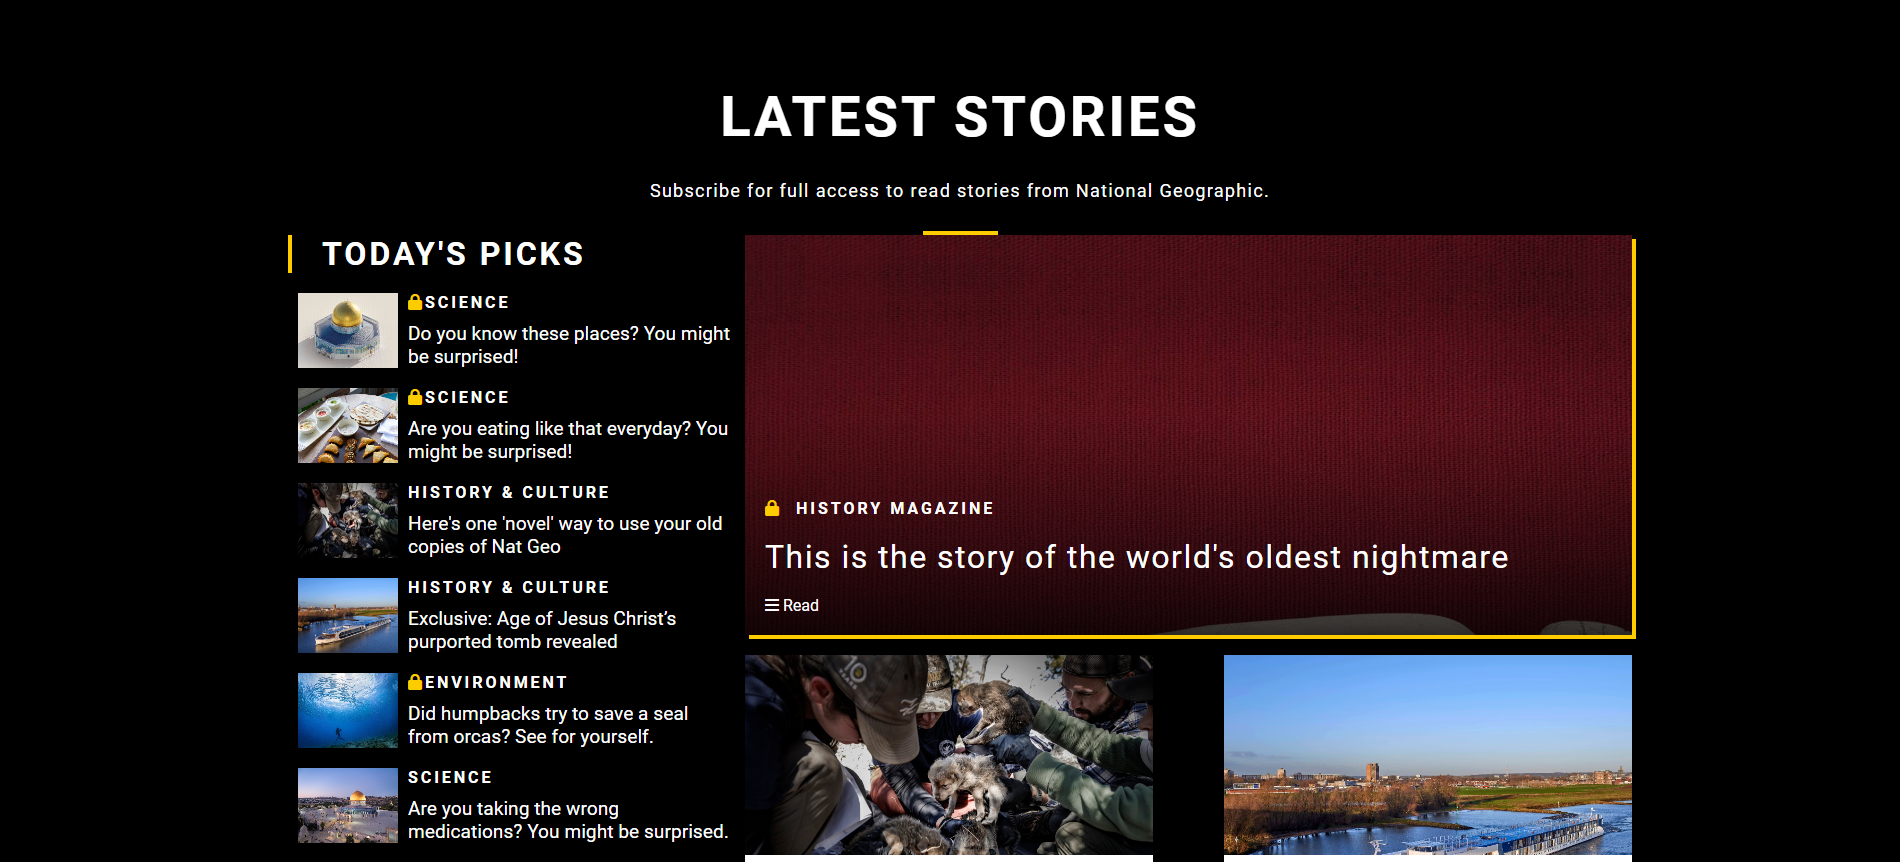 LATEST STORIES
Subscribe for full access to read stories from National Geographic.
TODAY'S PICKS
SCIENCE
Do you know these places? You might
be surprised!
SCIENCE
Are you eating like that everyday? You
might be surprised!
HISTORY & CULTURE
Here's one 'novel' way to use your old
copies of Nat Geo
HISTORY & CULTURE
Exclusive: Age of Jesus Christ’s
purported tomb revealed
ENVIRONMENT
Did humpbacks try to save a seal
from orcas? See for yourself.
SCIENCE
Are you taking the wrong
medications? You might be surprised.
HISTORY MAGAZINE
This is the story of the world's oldest nightmare
Read
10